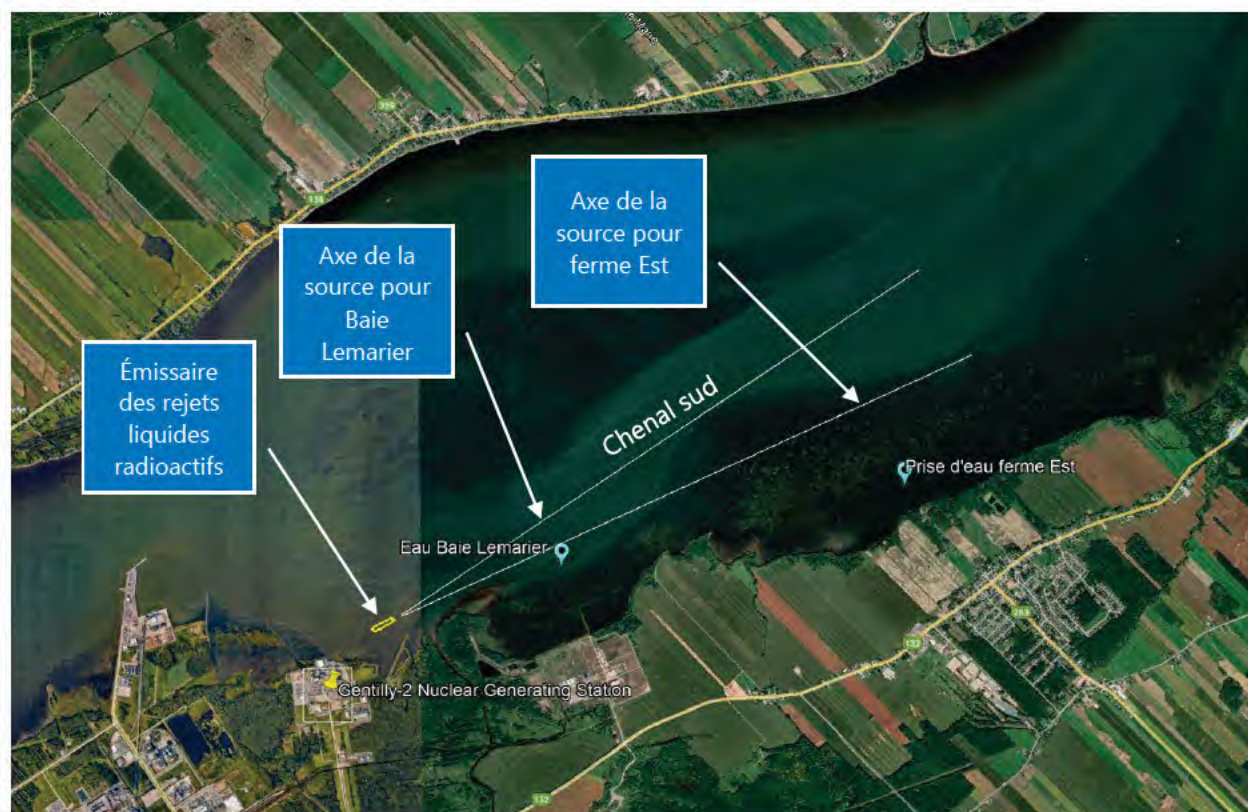 359
138
Axe de la
source pour
ferme Est
Axe de la
source pour
Baie
Lemarier
Émissaire
des rejets
liquides
radioactifs
Chenal sud
Prise d'eau ferme Est
Eau Baie Lemarier
Gentilly-2 Nuclear Generating Station
263
132
132